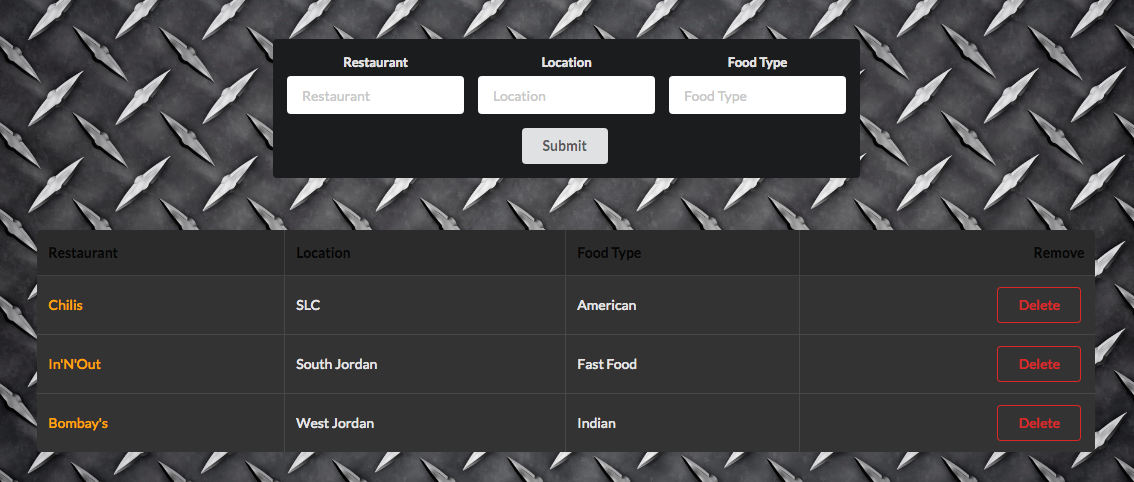 Restaurant Location Food Type
Restaurant Location Food Type
Submit
Restaurant Location Food Type Remove
Chilis SLC American Delete
In'N'Out South Jordan Fast Food Delete
Bombay's West Jordan Indian Delete